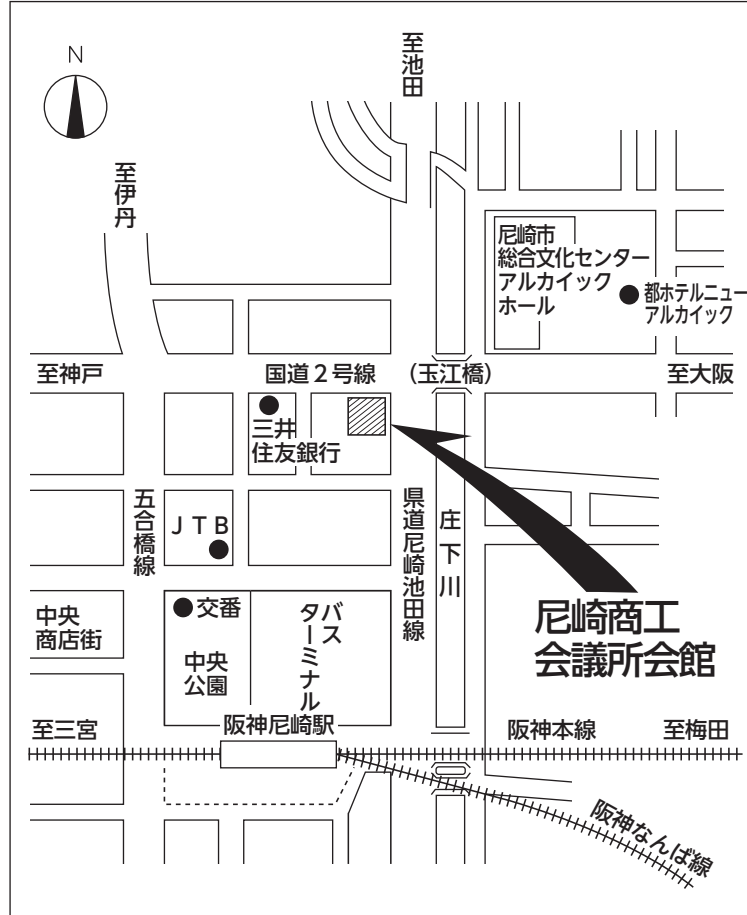 N
至池田
至伊丹
尼崎市
総合文化センター
アルカイック
ホール
都ホテルニュー
アルカイック
至神戸
国道2号線
(玉江橋)
至大阪
三井
住友銀行
五合橋線
JTB
県道尼崎池田線
庄下川
交番
中央
商店街
中央
公園
バス
ターミナル
尼崎商工
会議所会館
至三宮
阪神尼崎駅
阪神本線
至梅田
阪神なんば線